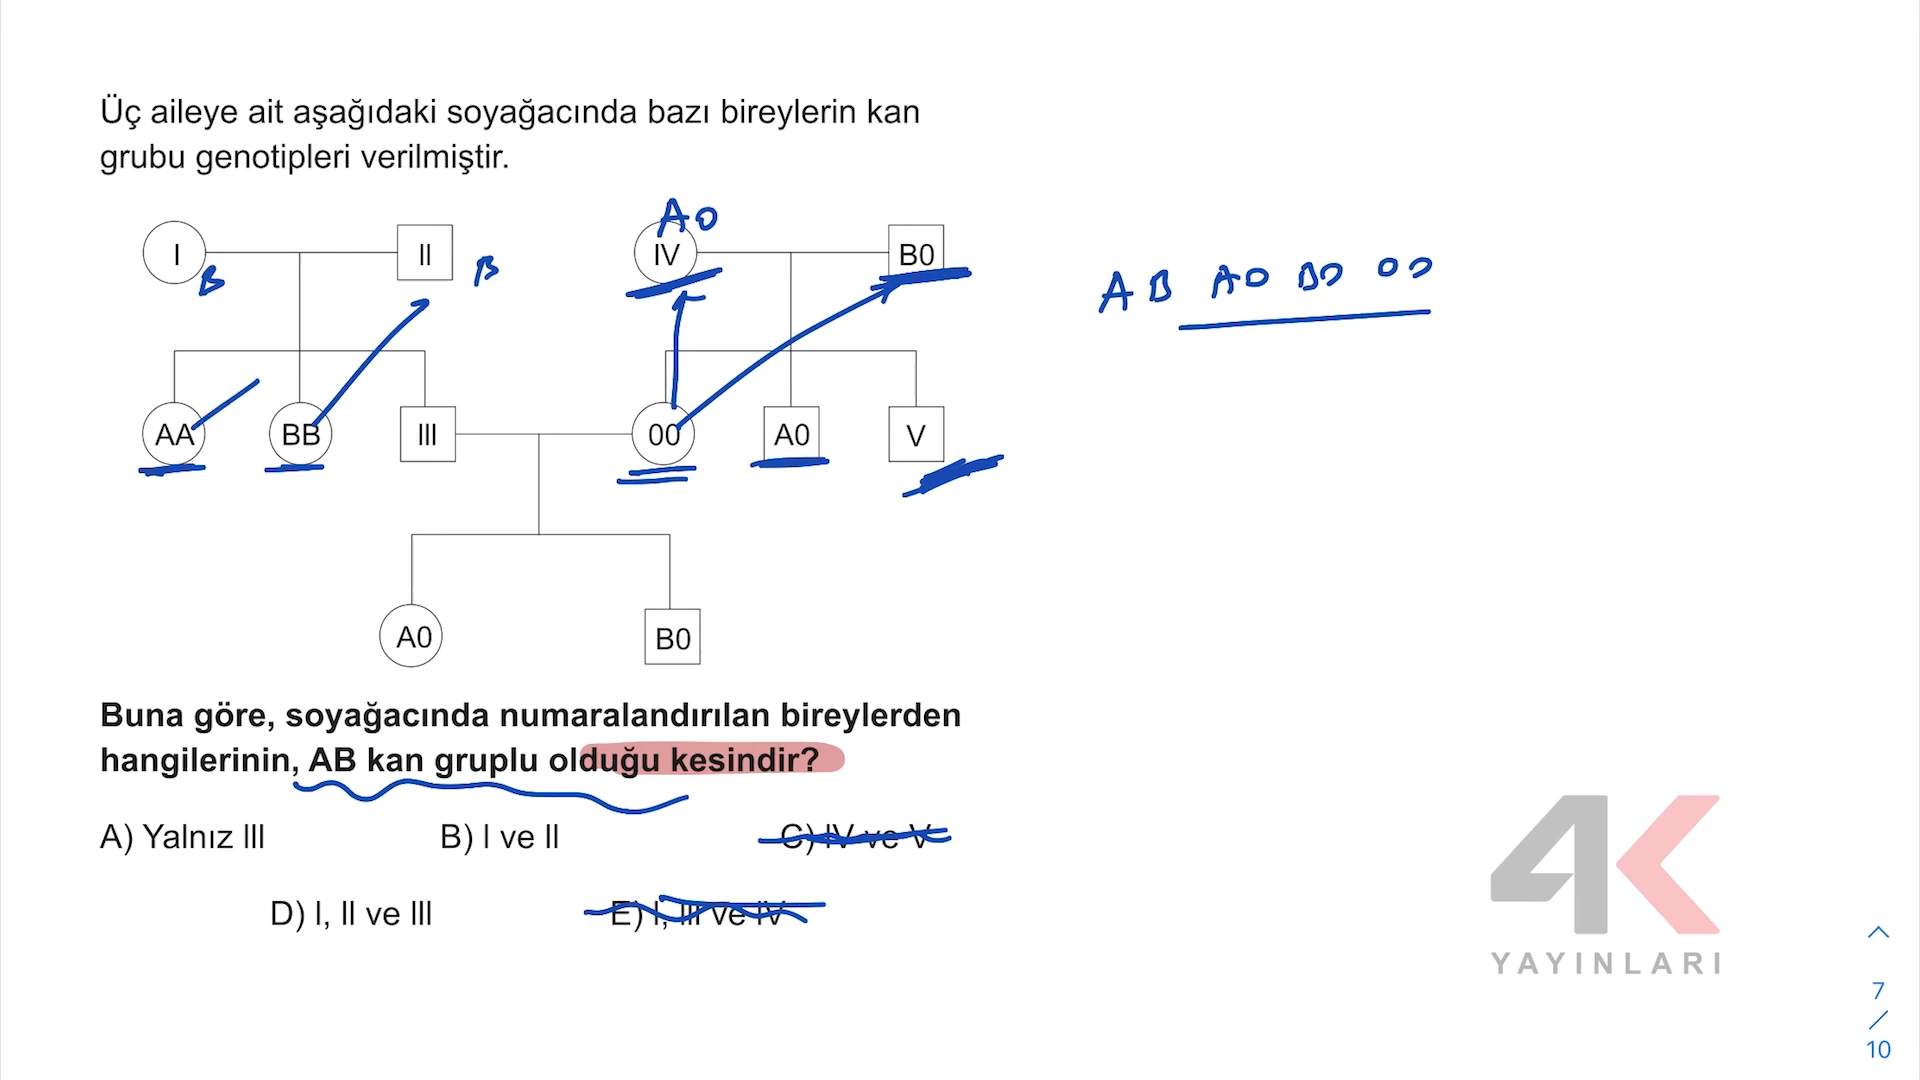 Üç aileye ait aşağıdaki soyağacında bazı bireylerin kan
grubu genotipleri verilmiştir.
A0
I II IV B0
B B
AB A0 B0 00
AA BB III 00 A0 V
A0 B0
Buna göre, soyağacında numaralandırılan bireylerden
hangilerinin, AB kan gruplu olduğu kesindir?
A) Yalnız III B) I ve II C) IV ve V
D) I, II ve III E) I, III ve IV
4K
YAYINLARI
7
/
10